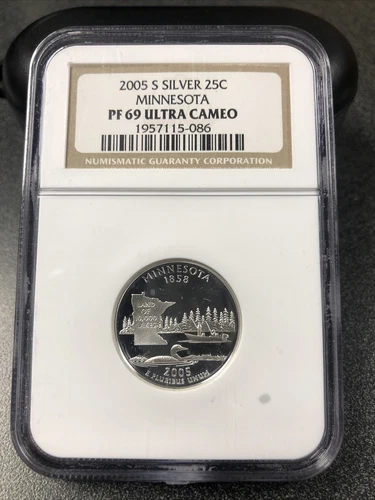 2005 S SILVER 25C
MINNESOTA
PF 69 ULTRA CAMEO
1957115-086
NUMISMATIC GUARANTY CORPORATION
MINNESOTA
1858
LAND OF
10,000
LAKES
2005
E PLURIBUS UNUM